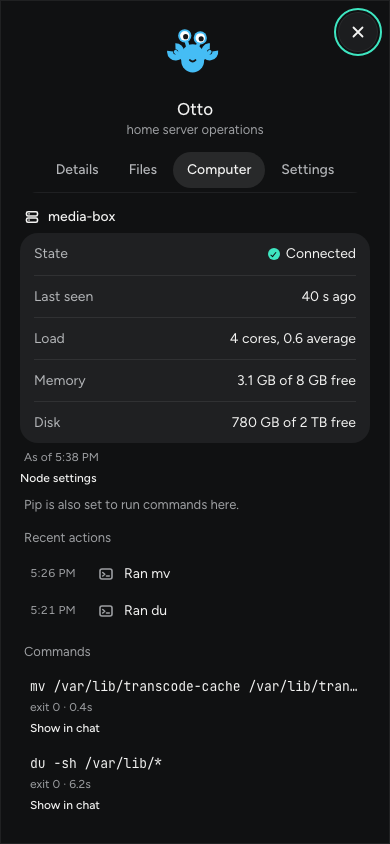 Otto
home server operations
Details Files Computer Settings
media-box
State Connected
Last seen 40 s ago
Load 4 cores, 0.6 average
Memory 3.1 GB of 8 GB free
Disk 780 GB of 2 TB free
As of 5:38 PM
Node settings
Pip is also set to run commands here.
Recent actions
5:26 PM Ran mv
5:21 PM Ran du
Commands
mv /var/lib/transcode-cache /var/lib/tran…
exit 0 · 0.4s
Show in chat
du -sh /var/lib/*
exit 0 · 6.2s
Show in chat